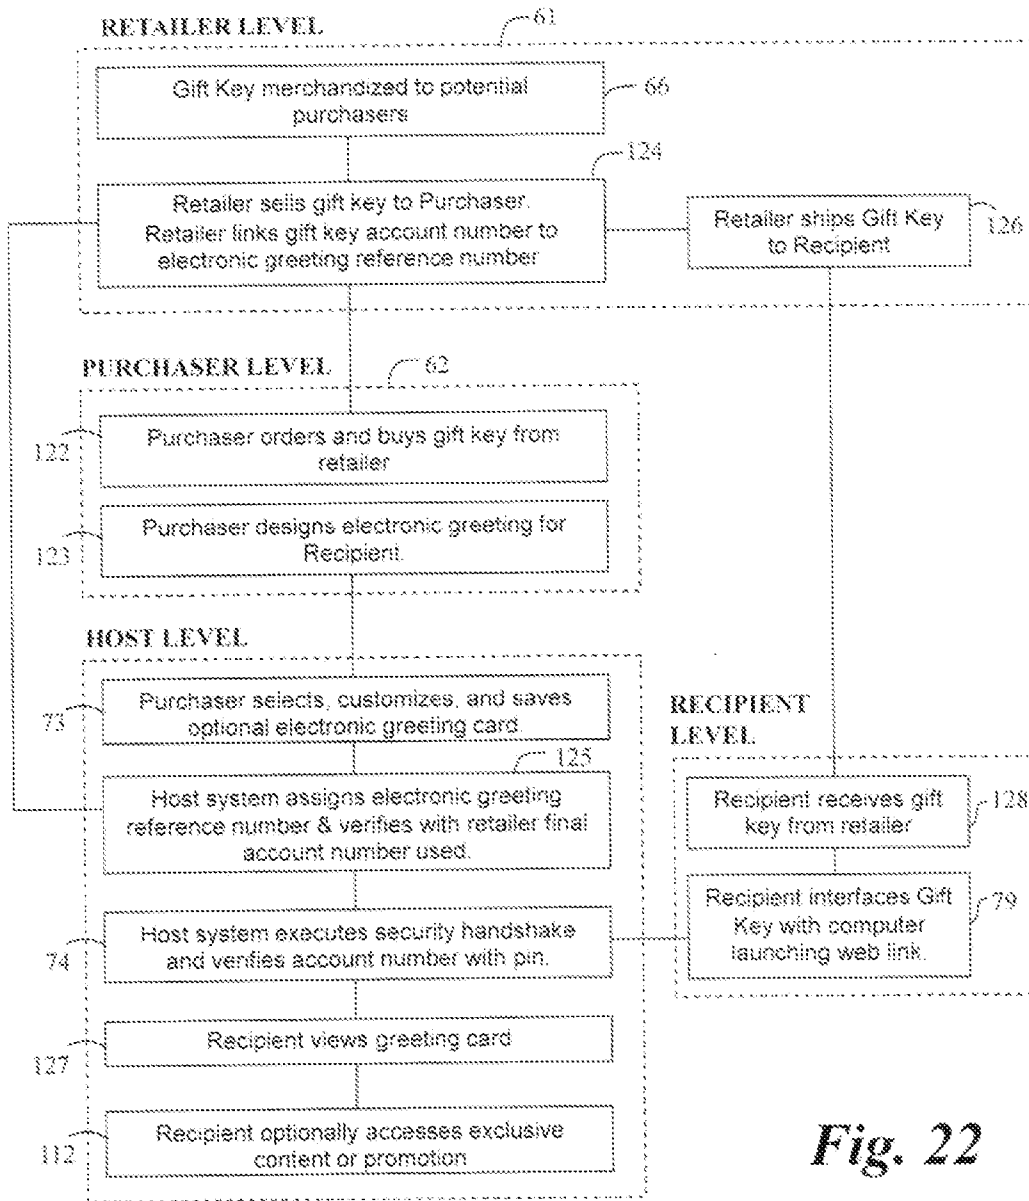 RETAILER LEVEL
61
Gift Key merchandized to potential
purchasers
66
124
Retailer sells gift key to Purchaser.
Retailer links gift key account number to
electronic greeting reference number
Retailer ships Gift Key
to Recipient
126
PURCHASER LEVEL
62
122
Purchaser orders and buys gift key from
retailer
123
Purchaser designs electronic greeting for
Recipient.
HOST LEVEL
73
Purchaser selects, customizes, and saves
optional electronic greeting card.
125
Host system assigns electronic greeting
reference number & verifies with retailer final
account number used.
74
Host system executes security handshake
and verifies account number with pin.
127
Recipient views greeting card
112
Recipient optionally accesses exclusive
content or promotion
RECIPIENT
LEVEL
Recipient receives gift
key from retailer
128
Recipient interfaces Gift
Key with computer
launching web link.
79
Fig. 22